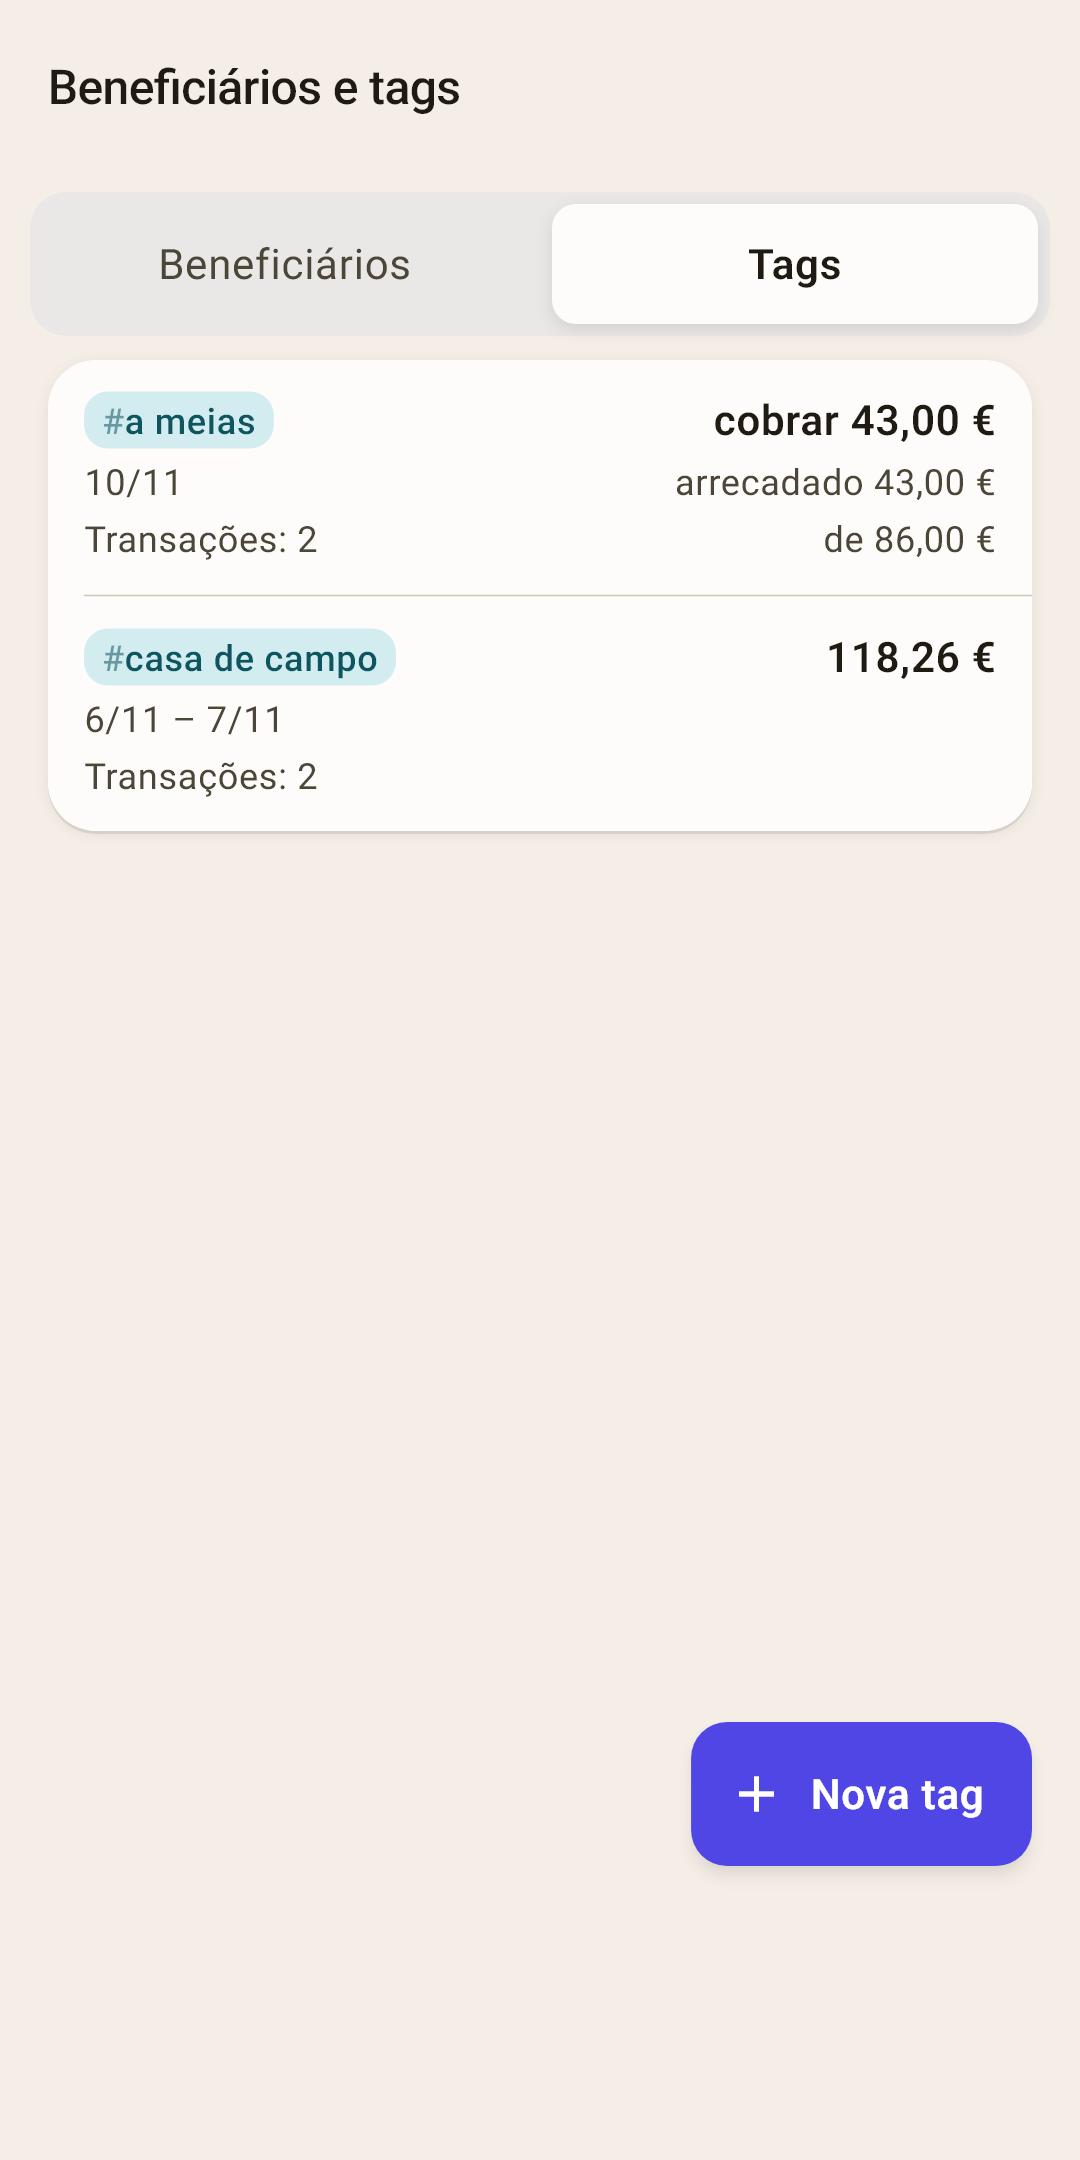 Beneficiários e tags
Beneficiários
Tags
#a meias
cobrar 43,00 €
10/11
arrecadado 43,00 €
Transações: 2
de 86,00 €
#casa de campo
118,26 €
6/11 – 7/11
Transações: 2
+ Nova tag